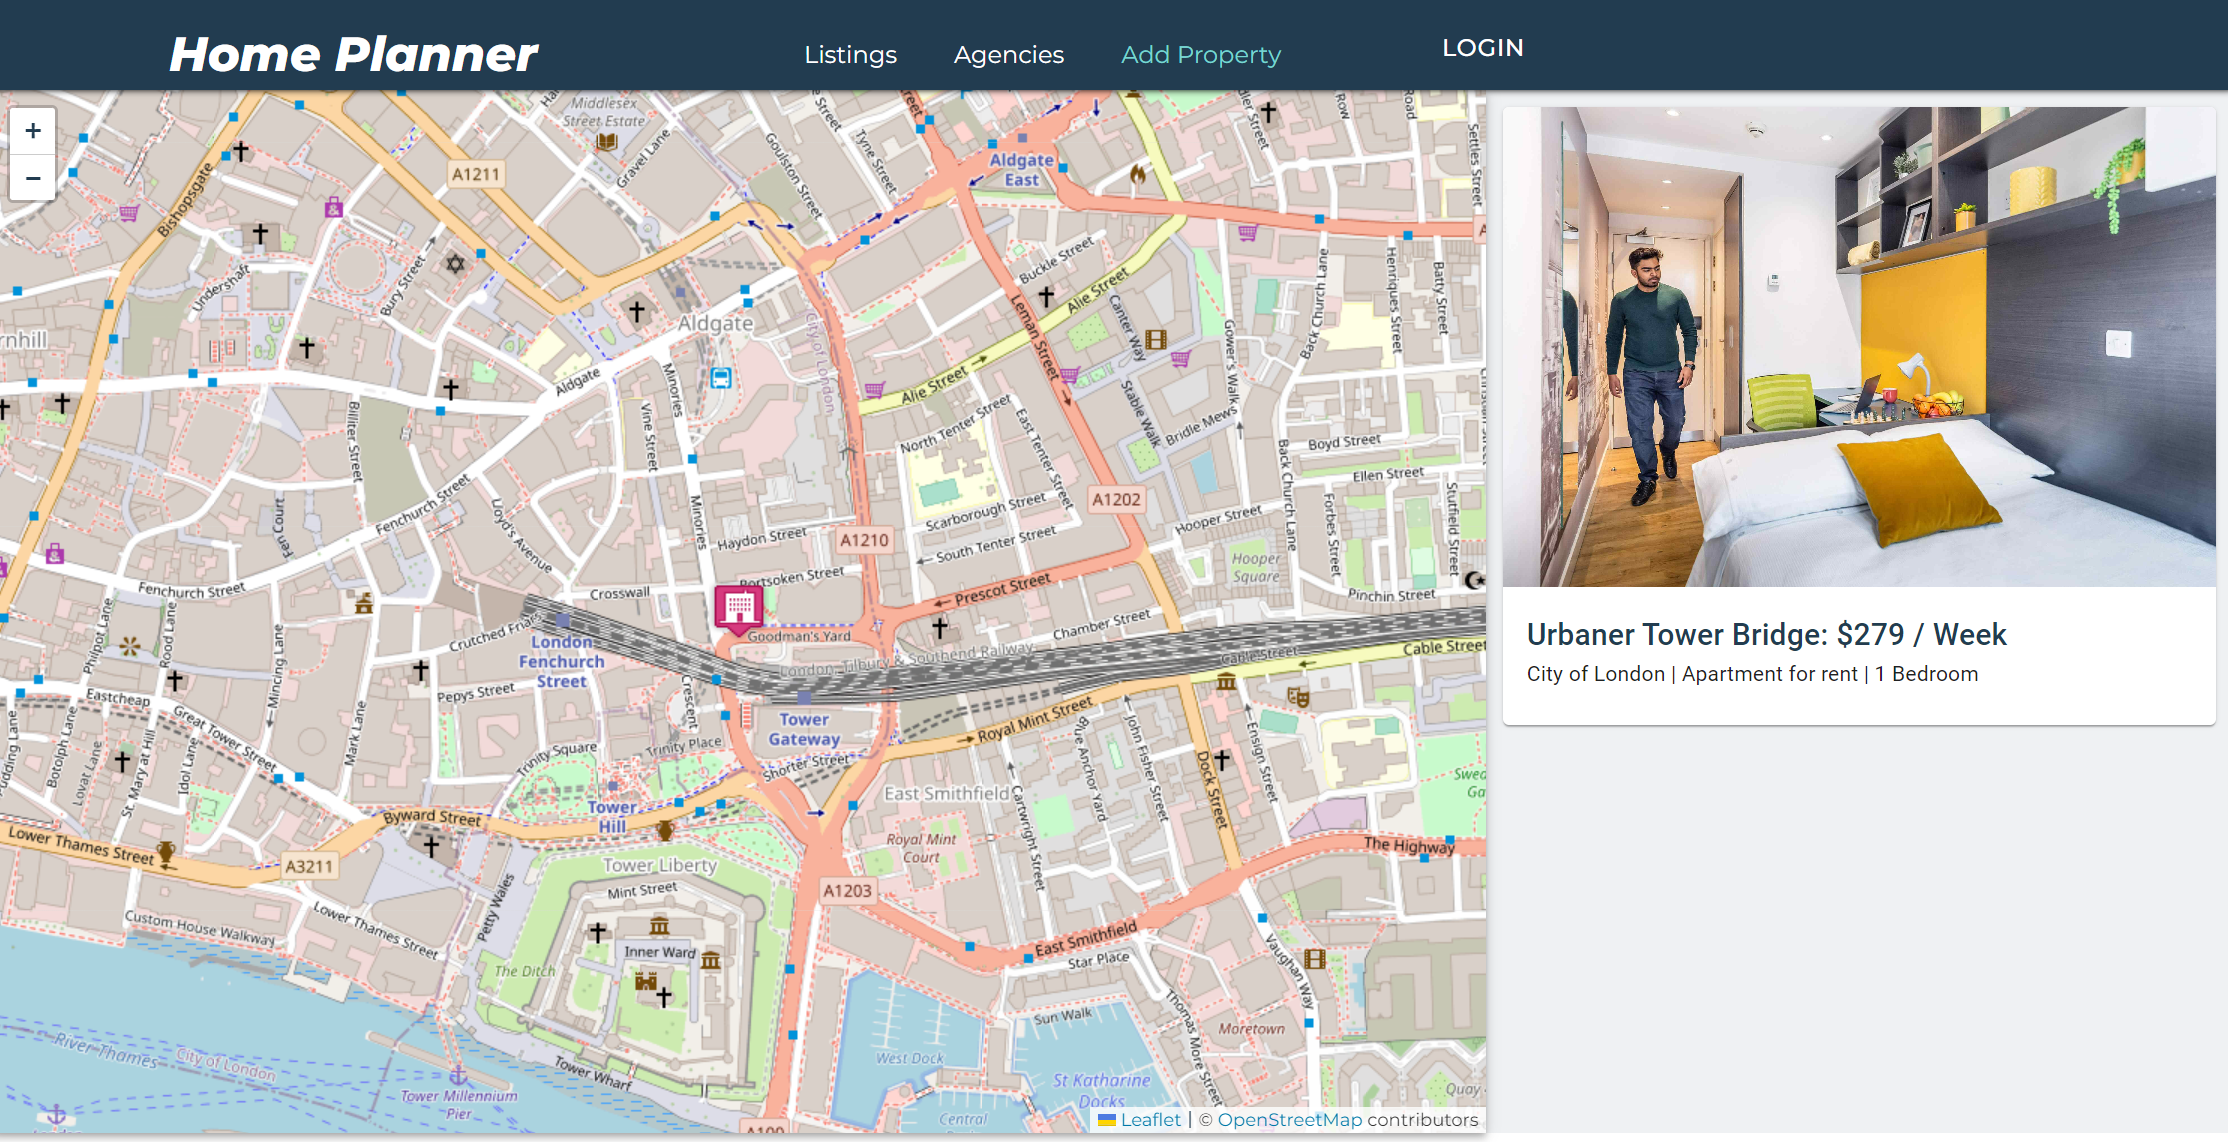 Home Planner
Listings
Agencies
Add Property
LOGIN
+
−
Middlesex
Street Estate
Gravel Lane
Goulston Street
Tyne Street
Aldgate
East
Settles Street
A1211
Bishopsgate
Undershaft
Bury Street
Buckle Street
Alie Street
Leman Street
Canter Way
Gower's Walk
Back Church Lane
Henriques Street
Batty Street
Aldgate
City of London
Aldgate
Minories
Vine Street
Billiter Street
Alie Street
North Tenter Street
East Tenter Street
Stable Walk
Bridle Mews
Boyd Street
Ellen Street
Back Church Lane
Forbes Street
Stutfield Street
Fenchurch Street
Fen Court
Lloyd's Avenue
Minories
Haydon Street
A1210
A1202
Scarborough Street
South Tenter Street
Hooper Street
Hooper
Square
Portsoken Street
Crosswall
Prescot Street
Pinchin Street
Fenchurch Street
Philpot Lane
Rood Lane
Mincing Lane
Crutched Friars
London
Fenchurch
Street
Goodman's Yard
London, Tilbury & Southend Railway
Chamber Street
Cable Street
Cable Street
Eastcheap
Pepys Street
Crescent
Great Tower Street
Mark Lane
Botolph Lane
Lovat Lane
St. Mary at Hill
Idol Lane
Trinity Square
Trinity Place
Tower
Gateway
Shorter Street
Royal Mint Street
Blue Anchor Yard
John Fisher Street
Ensign Street
Dock Street
Cartwright Street
East Smithfield
Tower
Hill
Byward Street
Lower Thames Street
A3211
Royal Mint
Court
The Highway
Tower Liberty
Mint Street
A1203
Petty Wales
Custom House Walkway
Lower Thames Street
Inner Ward
The Ditch
East Smithfield
Star Place
Vaughan Way
Thomas More Street
Sun Walk
Moretown
River Thames
City of London
Tower Wharf
Tower Millennium
Pier
West Dock
St Katharine
Docks
Central
Quay
A100
Leaflet | © OpenStreetMap contributors
Urbaner Tower Bridge: $279 / Week
City of London | Apartment for rent | 1 Bedroom